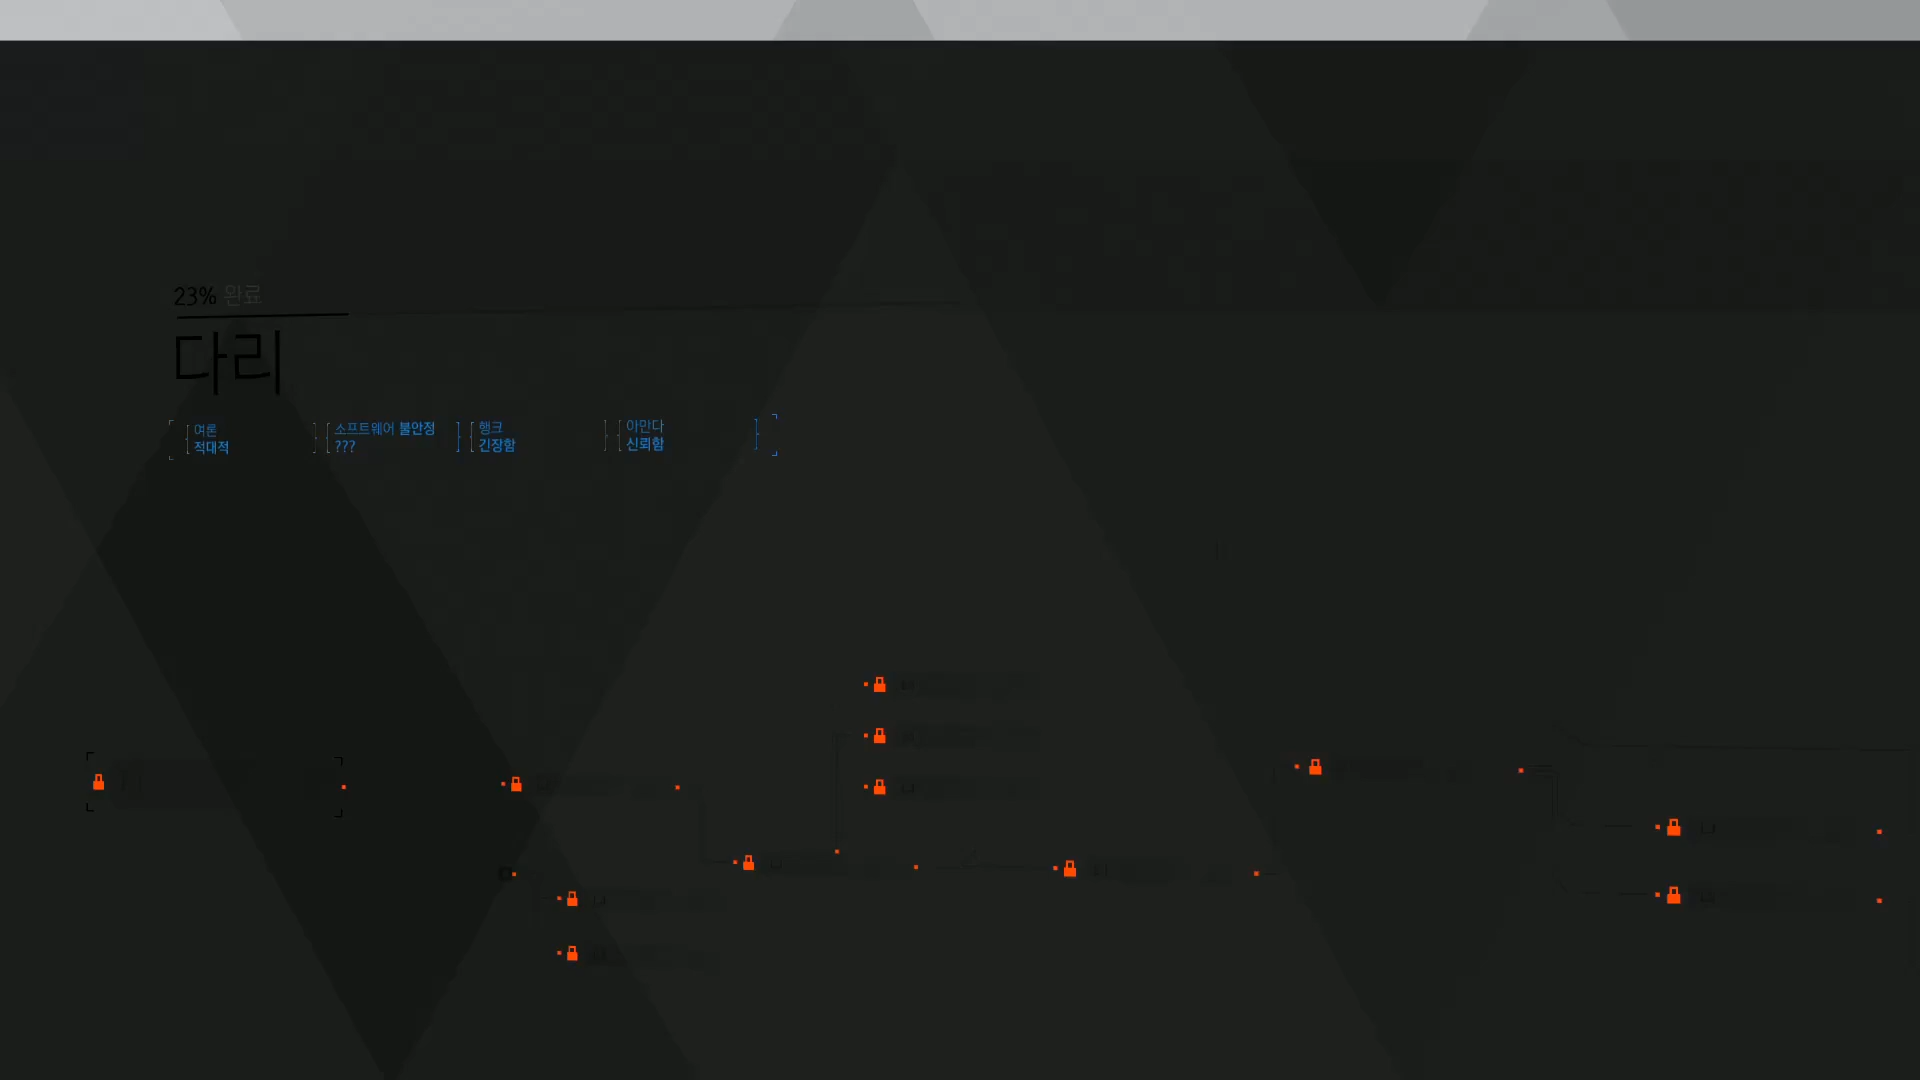 23% 완료
다리
여론
적대적
소프트웨어 불안정
???
행크
긴장함
아만다
신뢰함